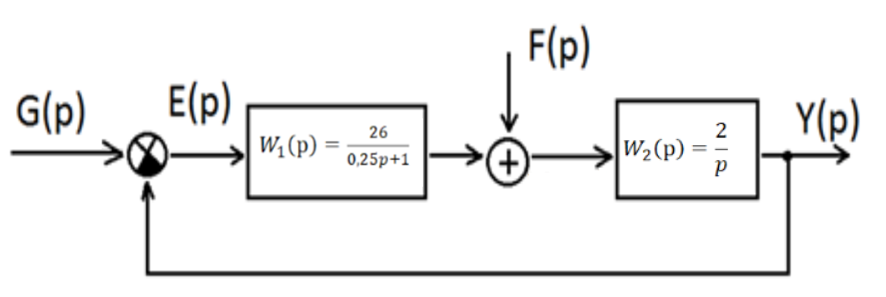 F(p)
G(p)
E(p)
W₁(p) = 26 / 0,25p+1
+
W₂(p) = 2 / p
Y(p)